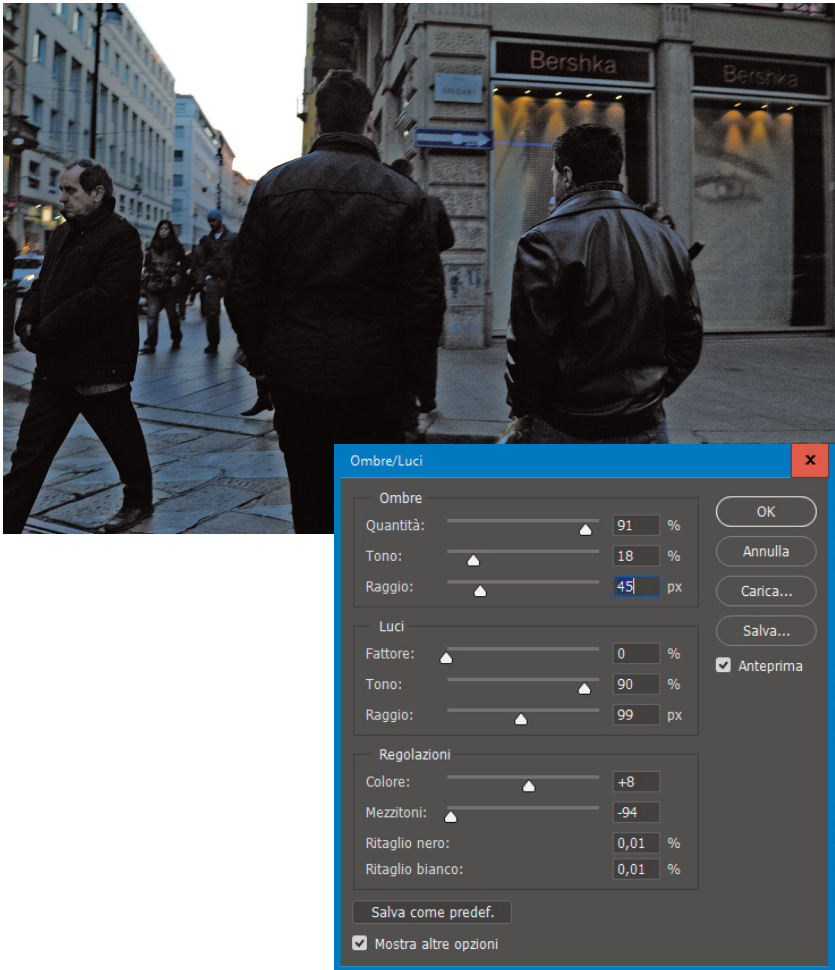 Bershka
Bershka
Ombre/Luci
x
Ombre
Quantità: 91 %
Tono: 18 %
Raggio: 45 px
Luci
Fattore: 0 %
Tono: 90 %
Raggio: 99 px
Regolazioni
Colore: +8
Mezzitoni: -94
Ritaglio nero: 0,01 %
Ritaglio bianco: 0,01 %
Salva come predef.
Mostra altre opzioni
OK
Annulla
Carica...
Salva...
Anteprima